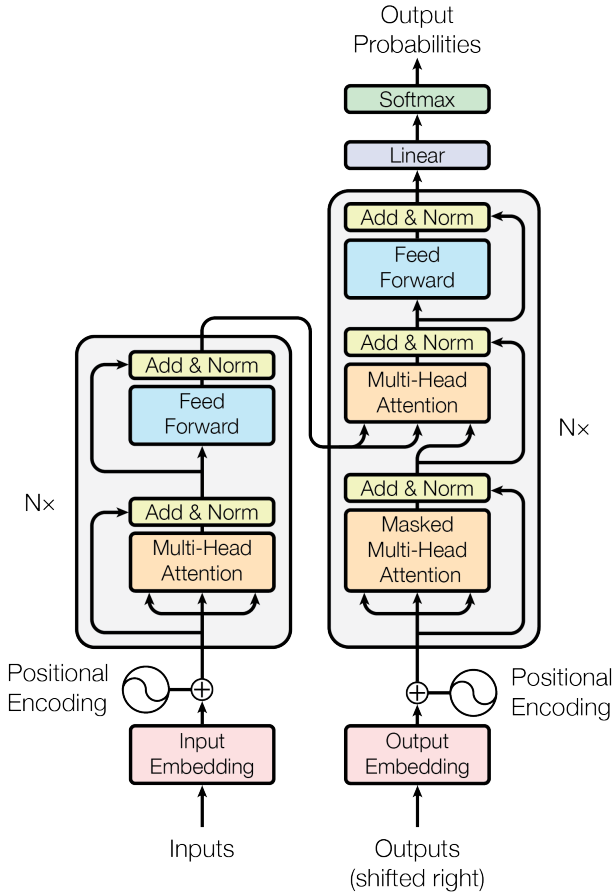 Output
Probabilities
Softmax
Linear
Add & Norm
Feed
Forward
Add & Norm
Multi-Head
Attention
Add & Norm
Masked
Multi-Head
Attention
N×
Add & Norm
Feed
Forward
Add & Norm
Multi-Head
Attention
N×
Positional
Encoding
Positional
Encoding
Input
Embedding
Output
Embedding
Inputs
Outputs
(shifted right)